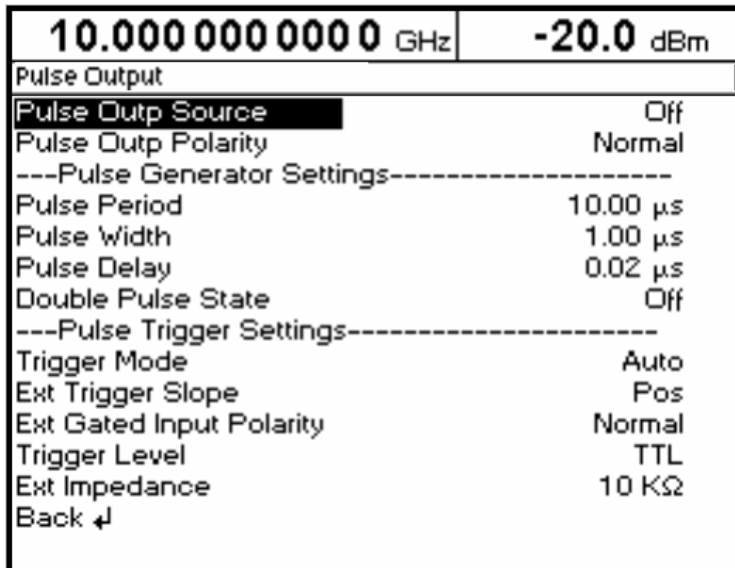 10.000 000 000 0 GHz -20.0 dBm
Pulse Output
Pulse Outp Source Off
Pulse Outp Polarity Normal
---Pulse Generator Settings--------------------
Pulse Period 10.00 µs
Pulse Width 1.00 µs
Pulse Delay 0.02 µs
Double Pulse State Off
---Pulse Trigger Settings----------------------
Trigger Mode Auto
Ext Trigger Slope Pos
Ext Gated Input Polarity Normal
Trigger Level TTL
Ext Impedance 10 KΩ
Back ↲